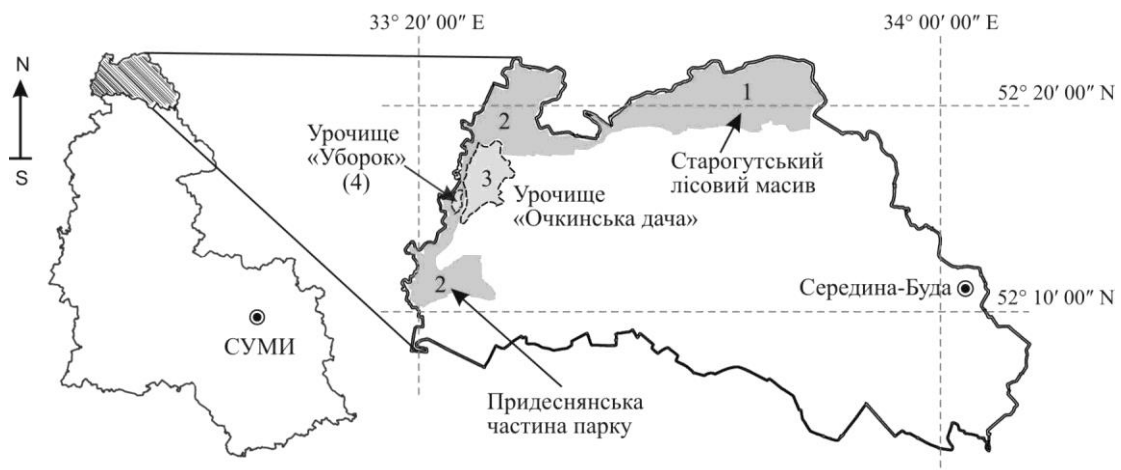 33° 20′ 00″ E
34° 00′ 00″ E
N
S
1
52° 20′ 00″ N
2
Урочище
«Уборок»
(4)
3
Старогутський
лісовий масив
Урочище
«Очкинська дача»
2
Середина-Буда
52° 10′ 00″ N
СУМИ
Придеснянська
частина парку